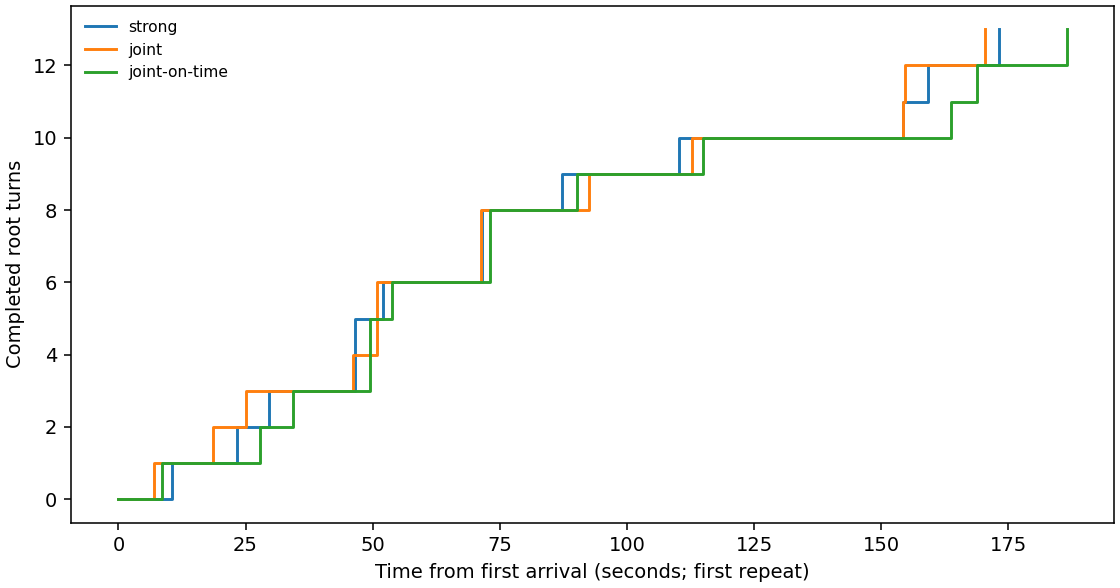 strong
joint
joint-on-time
Completed root turns
12
10
8
6
4
2
0
0 25 50 75 100 125 150 175
Time from first arrival (seconds; first repeat)